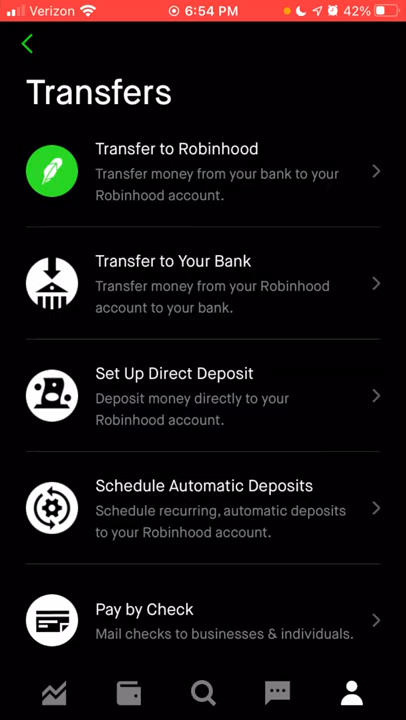 Verizon 6:54 PM 42%
Transfers
Transfer to Robinhood
Transfer money from your bank to your
Robinhood account.
Transfer to Your Bank
Transfer money from your Robinhood
account to your bank.
Set Up Direct Deposit
Deposit money directly to your
Robinhood account.
Schedule Automatic Deposits
Schedule recurring, automatic deposits
to your Robinhood account.
Pay by Check
Mail checks to businesses & individuals.